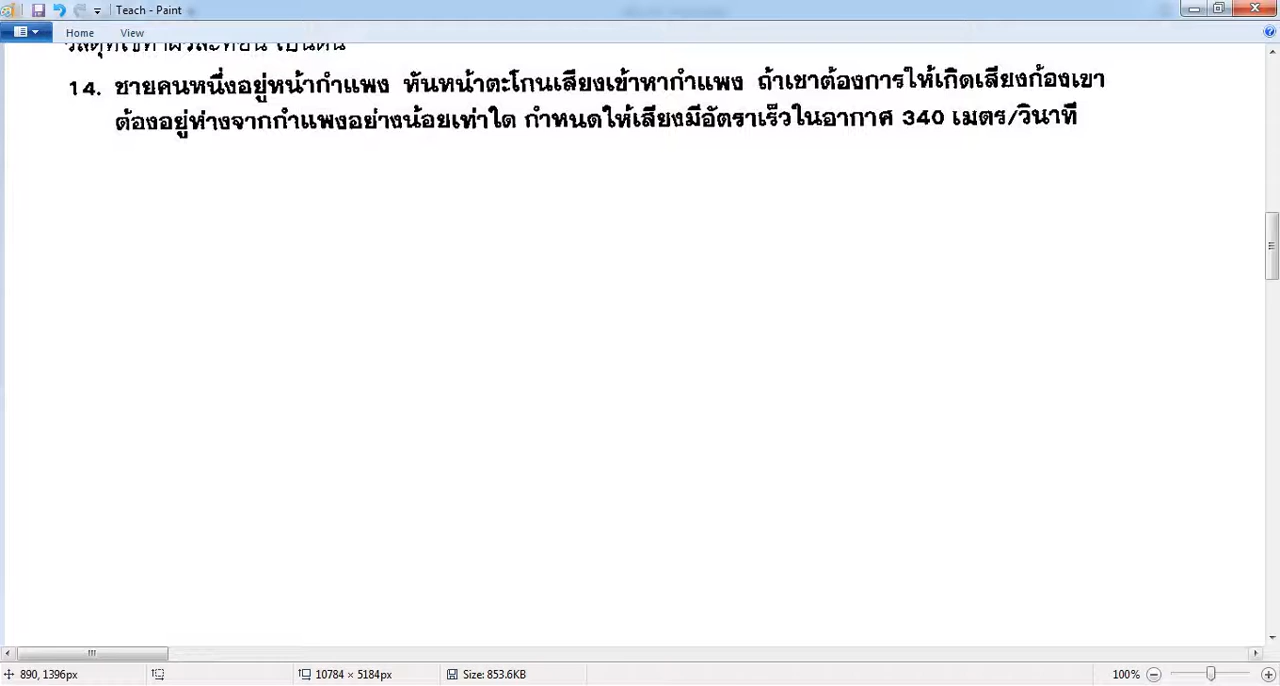 Teach - Paint
Home View
14. ชายคนหนึ่งอยู่หน้ากำแพง หันหน้าตะโกนเสียงเข้าหากำแพง ถ้าเขาต้องการให้เกิดเสียงก้องเขา
ต้องอยู่ห่างจากกำแพงอย่างน้อยเท่าใด กำหนดให้เสียงมีอัตราเร็วในอากาศ 340 เมตร/วินาที
890, 1396px 10784 × 5184px Size: 853.6KB 100%